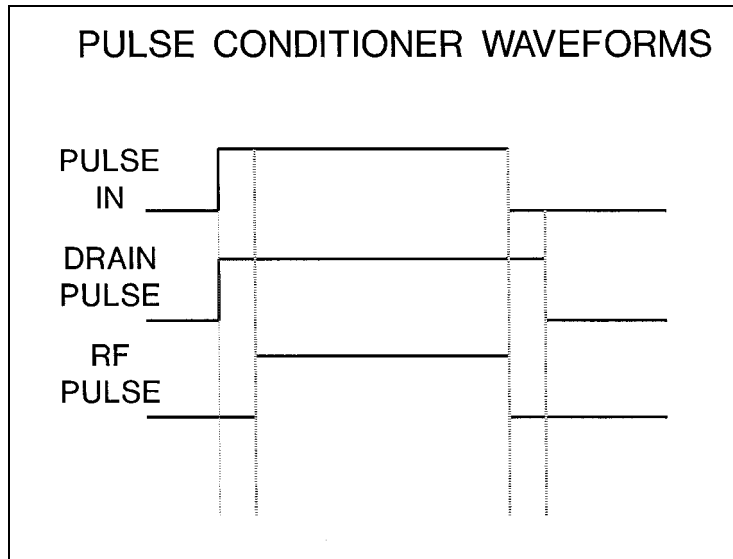 PULSE CONDITIONER WAVEFORMS
PULSE
IN
DRAIN
PULSE
RF
PULSE